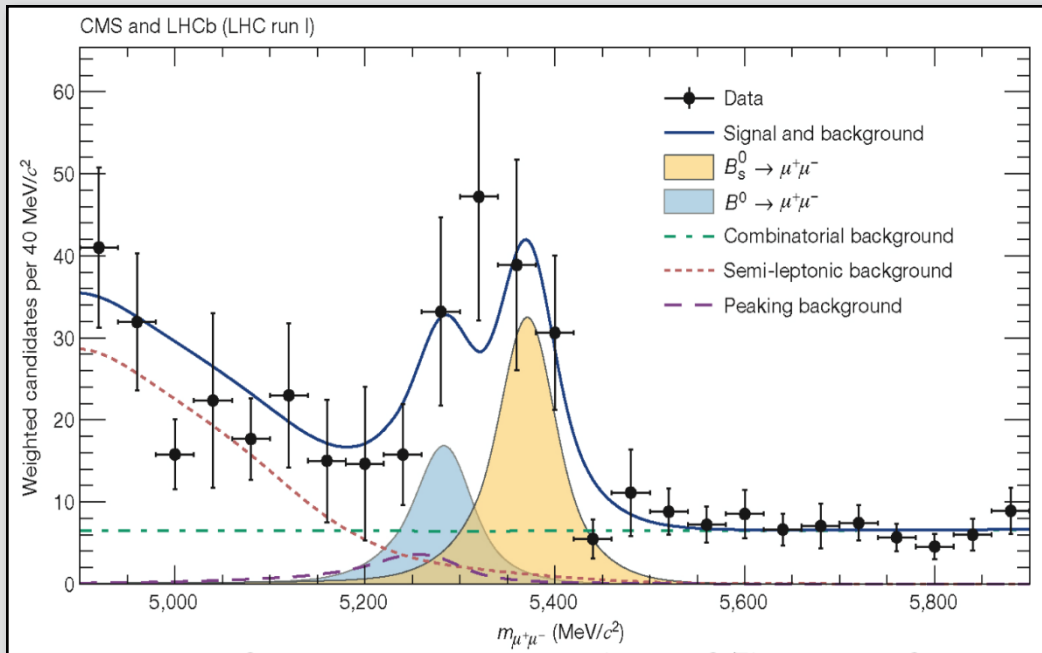 CMS and LHCb (LHC run I)
Weighted candidates per 40 MeV/c²
60
50
40
30
20
10
0
Data
Signal and background
B⁰ₛ → μ⁺μ⁻
B⁰ → μ⁺μ⁻
Combinatorial background
Semi-leptonic background
Peaking background
5,000
5,200
5,400
5,600
5,800
m_μ⁺μ⁻ (MeV/c²)